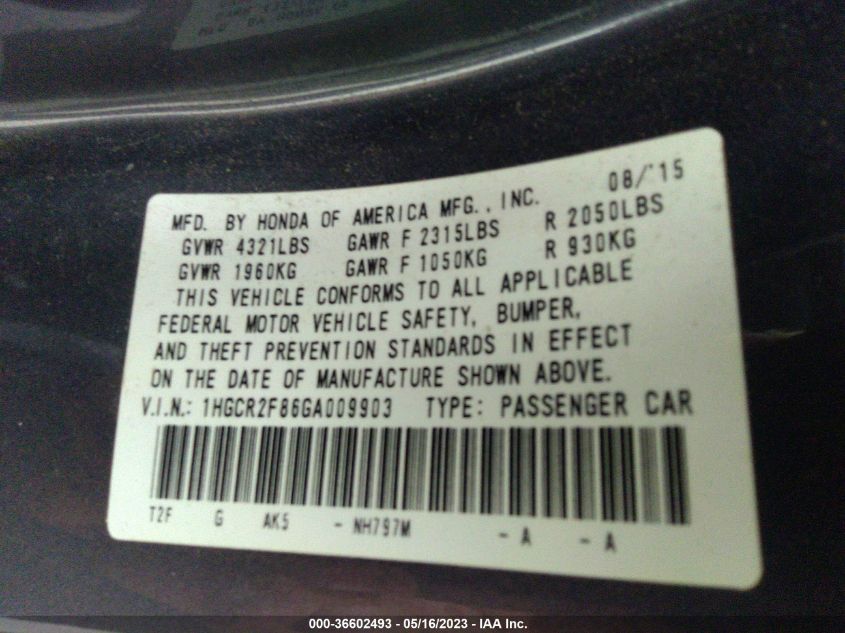 MFD. BY HONDA OF AMERICA MFG., INC. 08/'15
GVWR 4321LBS GAWR F 2315LBS R 2050LBS
GVWR 1960KG GAWR F 1050KG R 930KG
THIS VEHICLE CONFORMS TO ALL APPLICABLE
FEDERAL MOTOR VEHICLE SAFETY, BUMPER,
AND THEFT PREVENTION STANDARDS IN EFFECT
ON THE DATE OF MANUFACTURE SHOWN ABOVE.
V.I.N.: 1HGCR2F86GA009903 TYPE: PASSENGER CAR
T2F G AK5 - NH797M - A - A
000-36602493 - 05/16/2023 - IAA Inc.